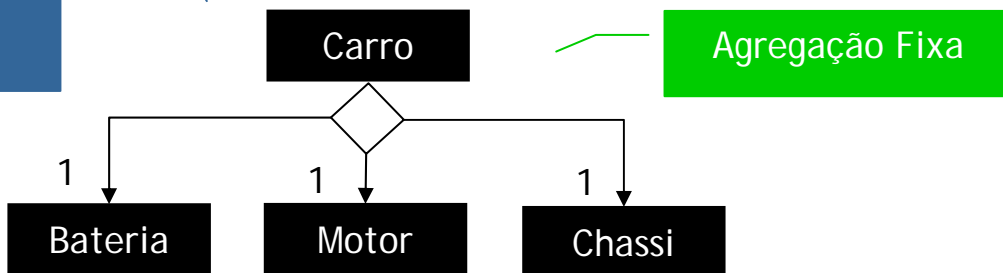 Carro
Agregação Fixa
1
1
1
Bateria
Motor
Chassi